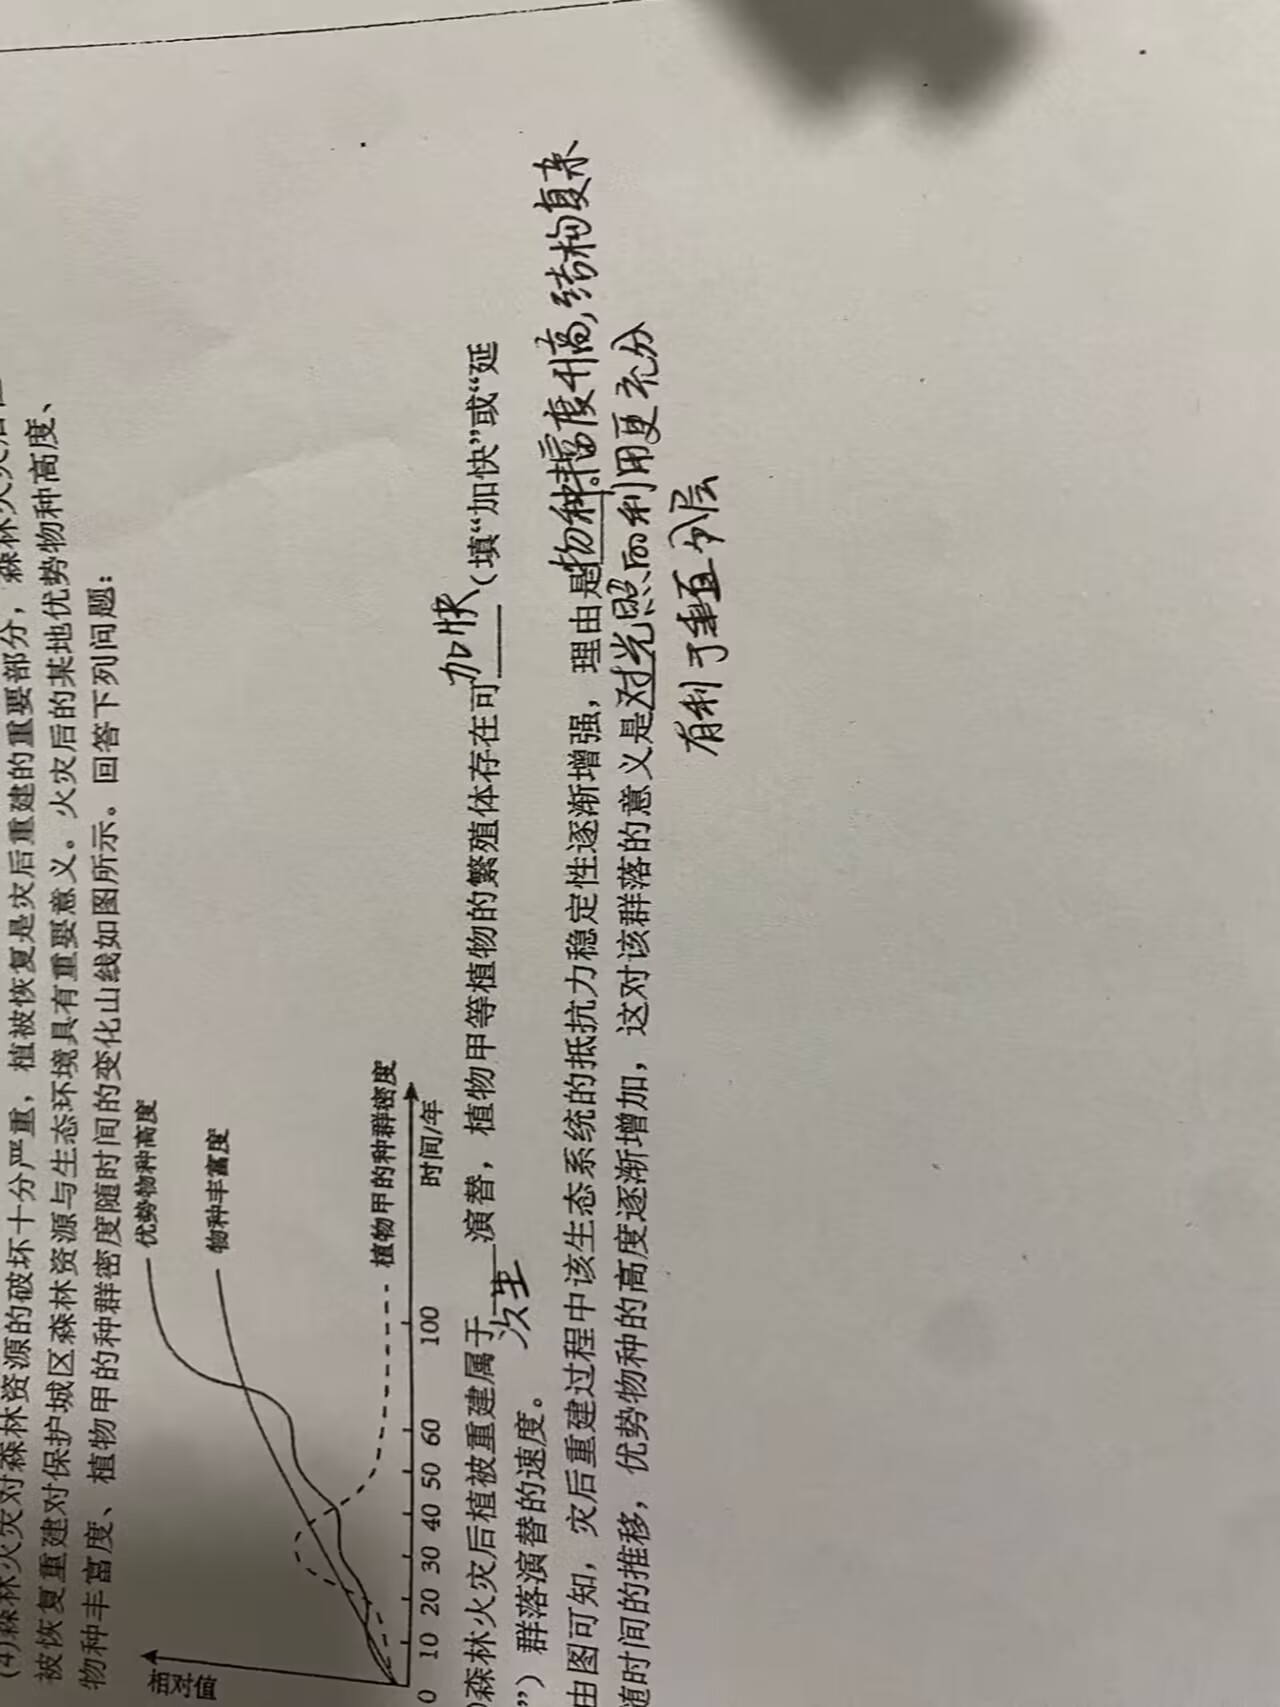 (4)森林火灾对森林资源的破坏十分严重，植被恢复是灾后重建的重要部分，森林火灾后植
被恢复重建对保护城区森林资源与生态环境具有重要意义。火灾后的某地优势物种高度、
物种丰富度、植物甲的种群密度随时间的变化山线如图所示。回答下列问题：
相对值
优势物种高度
物种丰富度
植物甲的种群密度
0 10 20 30 40 50 60 100 时间/年
)森林火灾后植被重建属于次生演替，植物甲等植物的繁殖体存在可加快(填“加快”或“延
”）群落演替的速度。
由图可知，灾后重建过程中该生态系统的抵抗力稳定性逐渐增强，理由是物种富度升高,结构复杂
随时间的推移，优势物种的高度逐渐增加，这对该群落的意义是对光照的利用更充分
有利于垂直分层